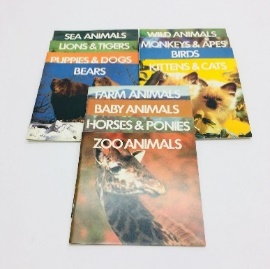 SEA ANIMALS
LIONS & TIGERS
PUPPIES & DOGS
BEARS
WILD ANIMALS
MONKEYS & APES
BIRDS
KITTENS & CATS
FARM ANIMALS
BABY ANIMALS
HORSES & PONIES
ZOO ANIMALS